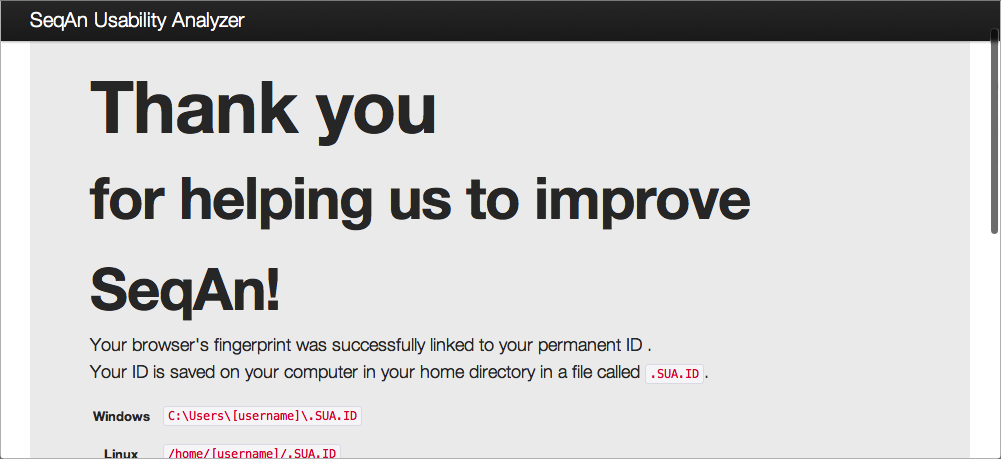 SeqAn Usability Analyzer
Thank you
for helping us to improve
SeqAn!
Your browser's fingerprint was successfully linked to your permanent ID .
Your ID is saved on your computer in your home directory in a file called .SUA.ID.
Windows C:\Users\[username]\.SUA.ID
Linux /home/[username]/.SUA.ID